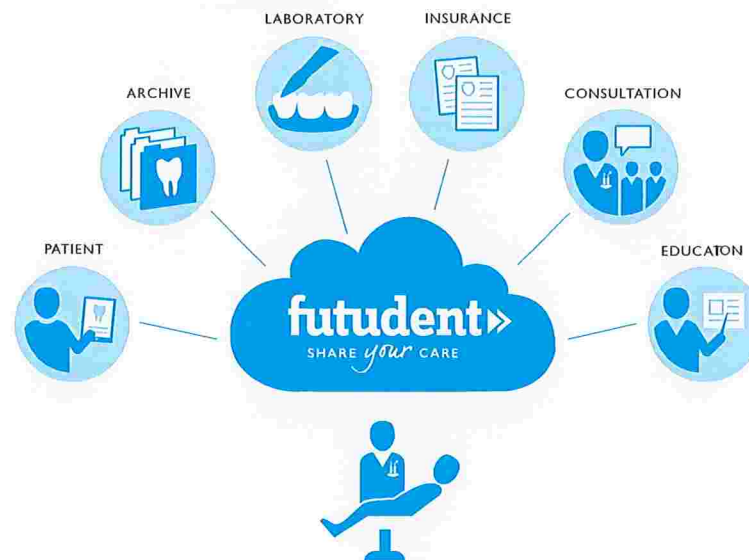 LABORATORY
INSURANCE
ARCHIVE
CONSULTATION
PATIENT
EDUCATON
futudent»
SHARE your CARE